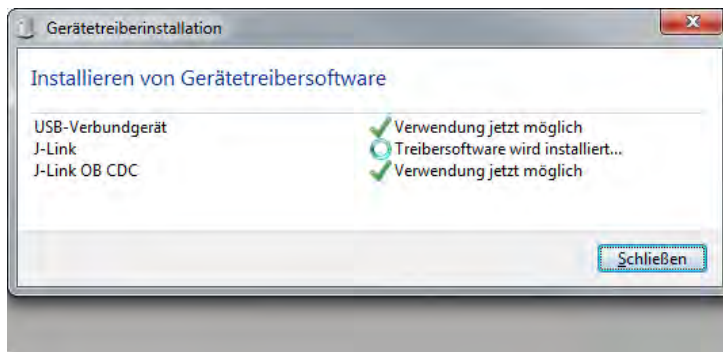 Gerätetreiberinstallation
Installieren von Gerätetreibersoftware
USB-Verbundgerät Verwendung jetzt möglich
J-Link Treibersoftware wird installiert...
J-Link OB CDC Verwendung jetzt möglich
Schließen